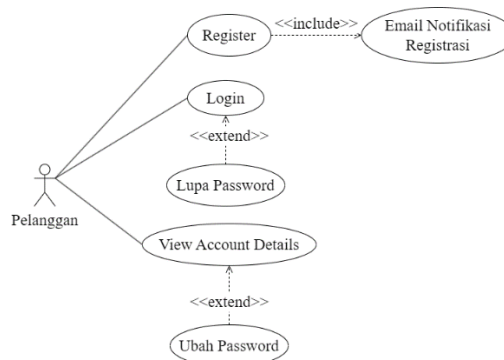 <<include>>
Register
Email Notifikasi
Registrasi
Login
<<extend>>
Lupa Password
Pelanggan
View Account Details
<<extend>>
Ubah Password